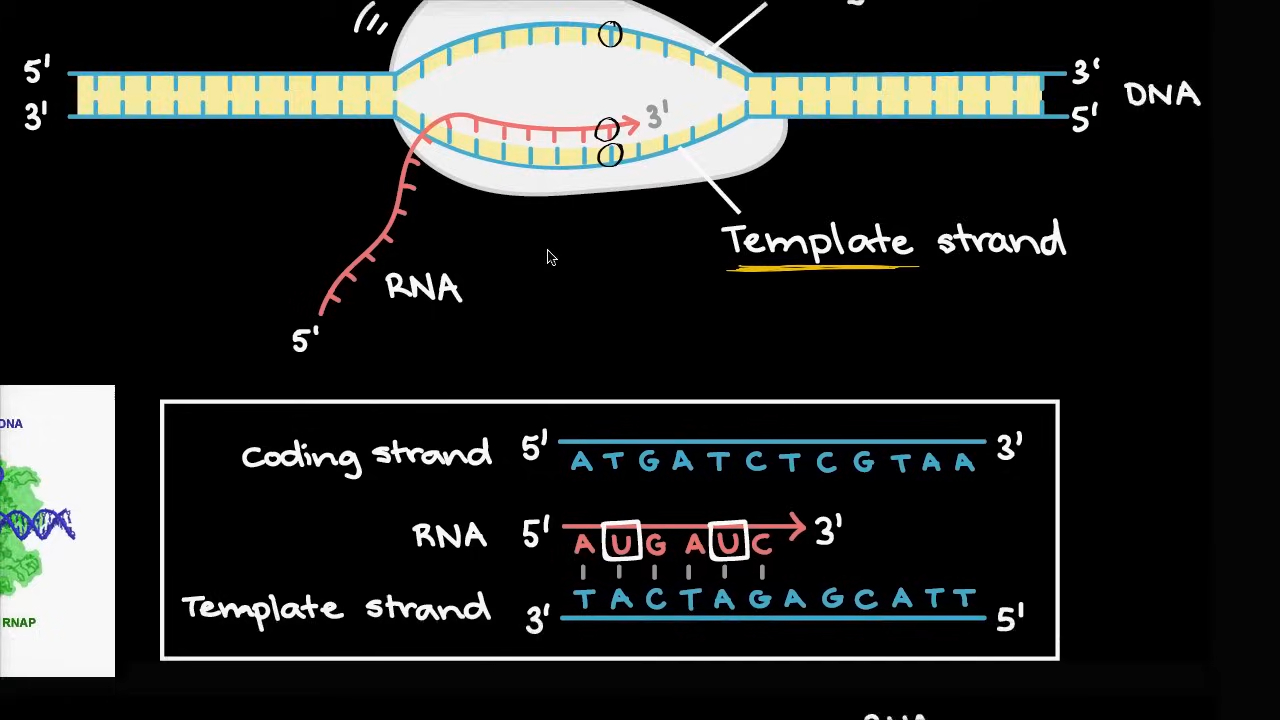 5' 3' DNA
3' 5'
3'
Template strand
RNA
5'
DNA
RNAP
Coding strand 5' A T G A T C T C G T A A 3'
RNA 5' A U G A U C 3'
Template strand 3' T A C T A G A G C A T T 5'